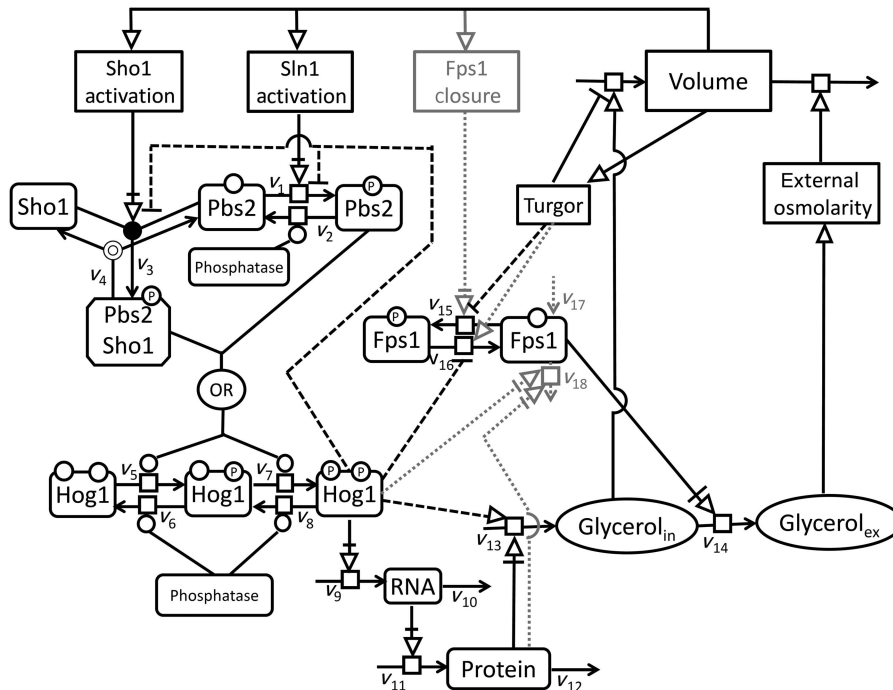 Sho1
activation
Sln1
activation
Fps1
closure
Volume
Turgor
External
osmolarity
Sho1
Pbs2
v1
P
Pbs2
v2
Phosphatase
v4
v3
P
Pbs2
Sho1
OR
P
Fps1
v15
v16
Fps1
v17
v18
Hog1
v5
v6
P
Hog1
v7
v8
P
P
Hog1
v13
Glycerolin
v14
Glycerolex
Phosphatase
v9
RNA
v10
v11
Protein
v12